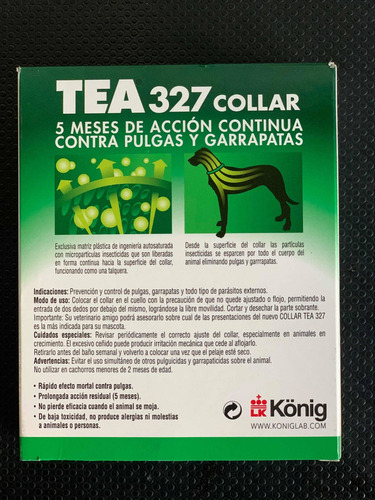 TEA 327 COLLAR
5 MESES DE ACCIÓN CONTINUA
CONTRA PULGAS Y GARRAPATAS
Exclusiva matriz plástica de ingeniería autosaturada
con micropartículas insecticidas que son liberadas
en forma continua hacia la superficie del collar,
funcionando como una talquera.
Desde la superficie del collar las partículas
insecticidas se esparcen por todo el cuerpo del
animal eliminando pulgas y garrrapatas.
Indicaciones: Prevención y control de pulgas, garrapatas y todo tipo de parásitos externos.
Modo de uso: Colocar el collar en el cuello con la precaución de que no quede ajustado o flojo, permitiendo la
entrada de dos dedos por debajo del mismo, lográndose la libre movilidad. Cortar y desechar la parte sobrante.
Importante: Su veterinario amigo podrá asesorarlo sobre cual de las presentaciones del nuevo COLLAR TEA 327
es la más indicada para su mascota.
Cuidados especiales: Revisar periódicamente el correcto ajuste del collar, especialmente en animales en
crecimiento. El excesivo ceñido puede producir irritación mecánica que cede al aflojarlo.
Retirarlo antes del baño semanal y volverlo a colocar una vez que el pelaje esté seco.
Advertencias: Evitar el uso simultáneo de otros pulguicidas y garrapaticidas sobre el animal.
No utilizar en cachorros menores de 2 meses de edad.
• Rápido efecto mortal contra pulgas.
• Prolongada acción residual (5 meses).
• No pierde eficacia cuando el animal se moja.
• De baja toxicidad, no produce alergias ni molestias
a animales o personas.
LK König
WWW.KONIGLAB.COM